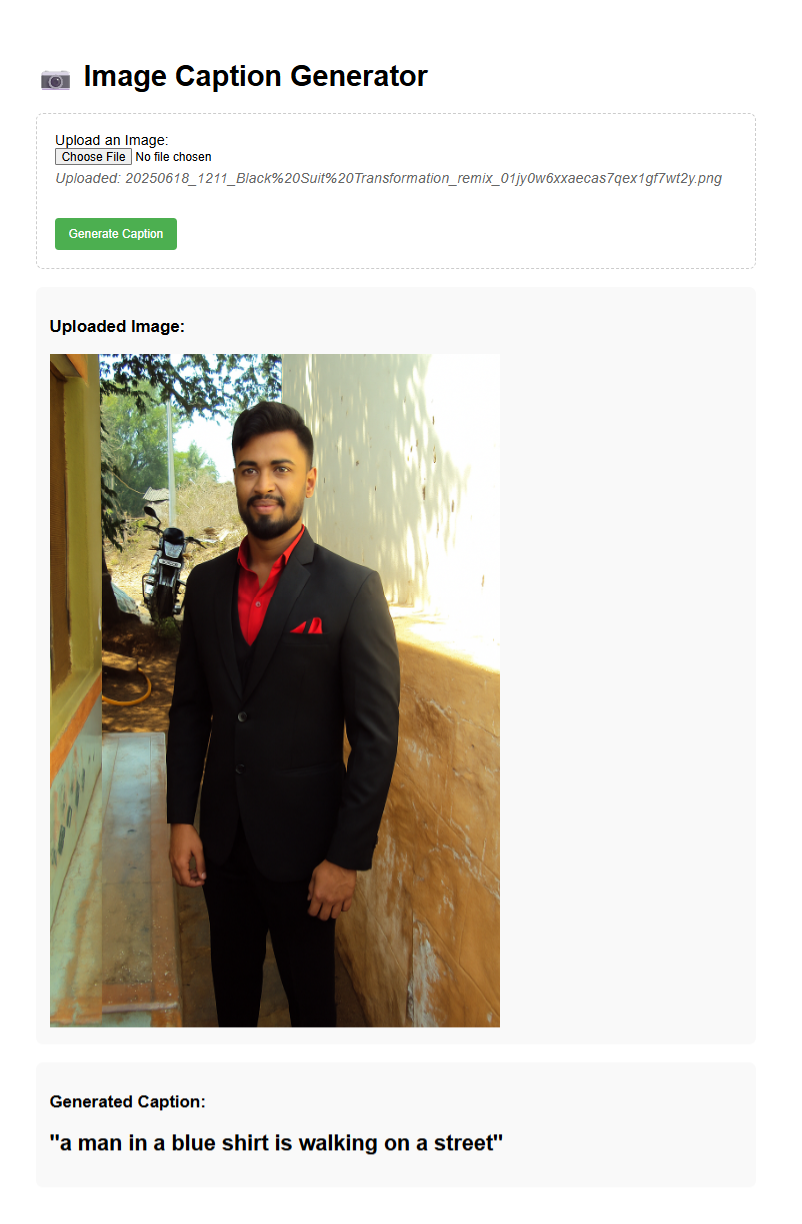 Image Caption Generator
Upload an Image:
Choose File No file chosen
Uploaded: 20250618_1211_Black%20Suit%20Transformation_remix_01jy0w6xxaecas7qex1gf7wt2y.png
Generate Caption
Uploaded Image:
Generated Caption:
"a man in a blue shirt is walking on a street"